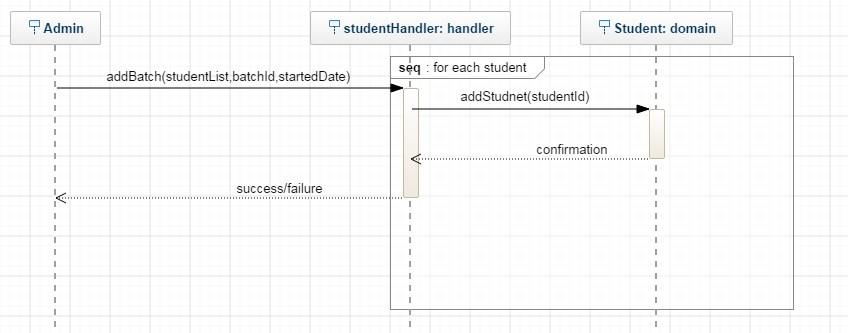 Admin
studentHandler: handler
Student: domain
seq : for each student
addBatch(studentList,batchId,startedDate)
addStudnet(studentId)
confirmation
success/failure